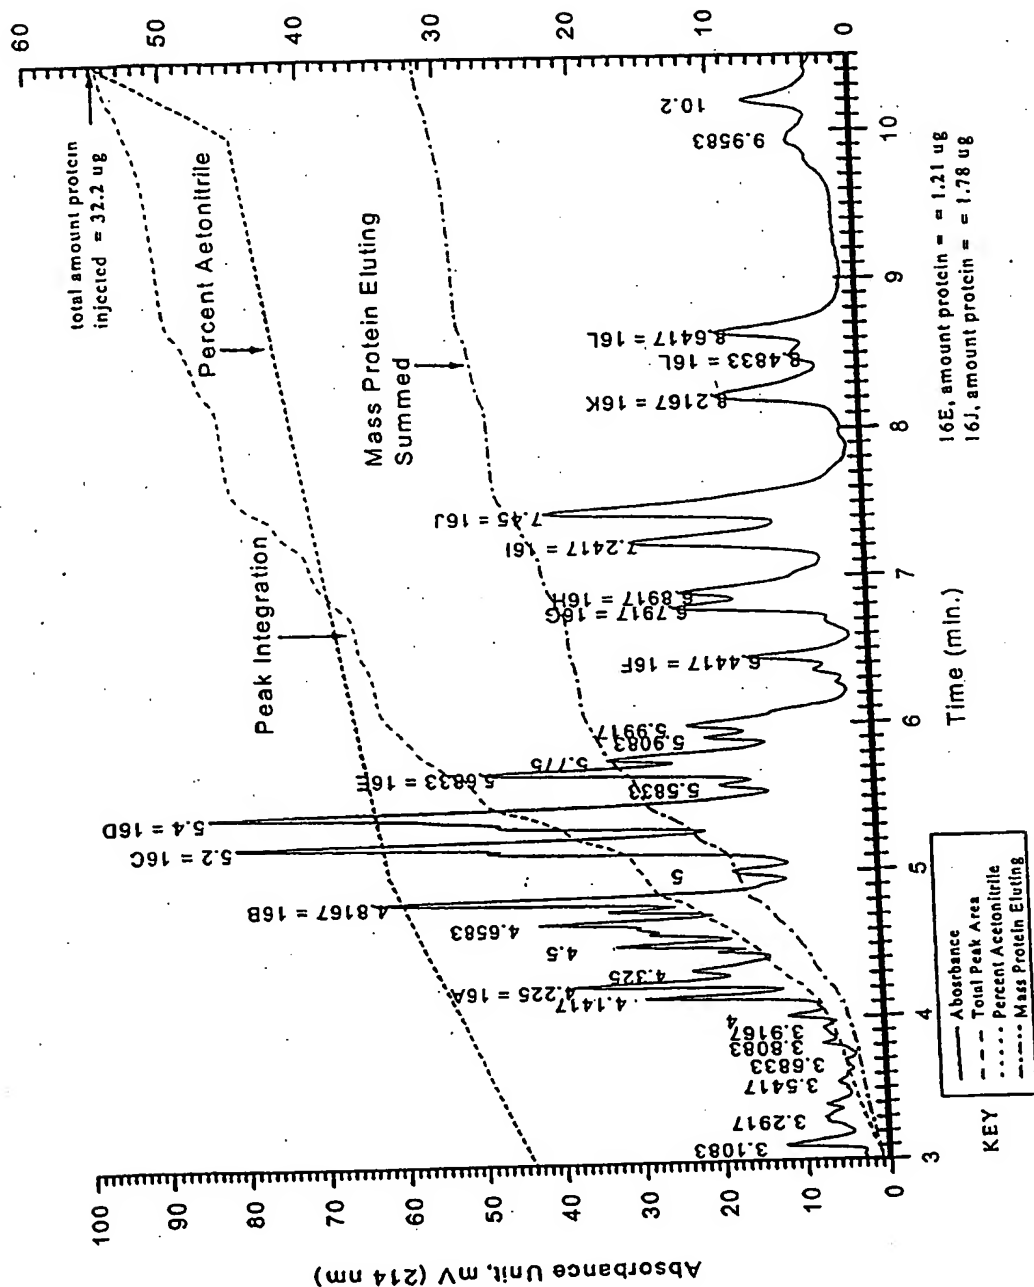 60
50
40
30
20
10
0
total amount protein
injected = 32.2 ug
Percent Aetonitrile
Mass Protein Eluting
Summed
Peak Integration
10.2
9.9583
8.6417 = 16L
8.4833 = 16L
8.2167 = 16K
7.45 = 16J
7.2417 = 16I
6.8917 = 16H
6.7917 = 16G
6.4417 = 16F
5.9917
5.9083
5.775
5.6833 = 16E
5.5833
5.4 = 16D
5.2 = 16C
5
4.8167 = 16B
4.6583
4.5
4.325
4.225 = 16A
4.1417
4
3.9167
3.8083
3.6833
3.5417
3.2917
3.1083
3
4
5
6
7
8
9
10
Time (min.)
16E, amount protein = = 1.21 ug
16J, amount protein = = 1.78 ug
100
90
80
70
60
50
40
30
20
10
0
Absorbance Unit, mV (214 nm)
KEY
Absorbance
Total Peak Area
Percent Acetonitrile
Mass Protein Eluting